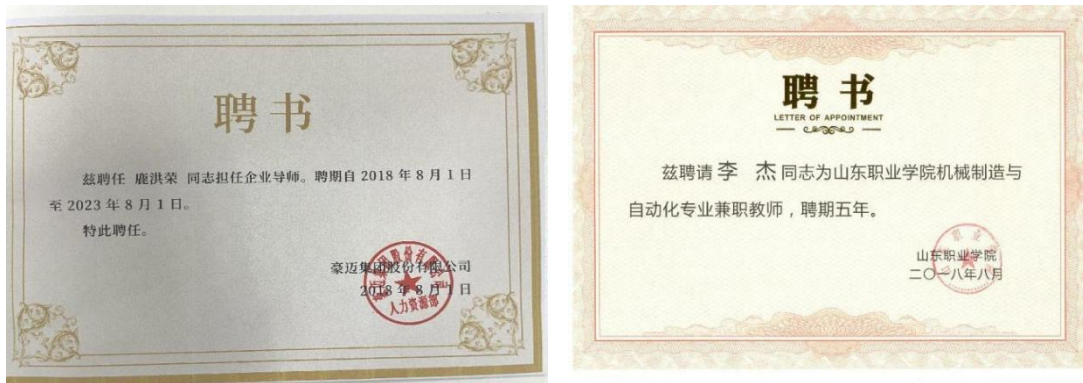 聘书
兹聘任 鹿洪荣 同志担任企业导师。聘期自 2018 年 8 月 1 日
至 2023 年 8 月 1 日。
特此聘任。
豪迈集团股份有限公司
2018 年 8 月 1 日
人力资源部
聘书
LETTER OF APPOINTMENT
兹聘请 李 杰 同志为山东职业学院机械制造与
自动化专业兼职教师，聘期五年。
山东职业学院
二〇一八年八月